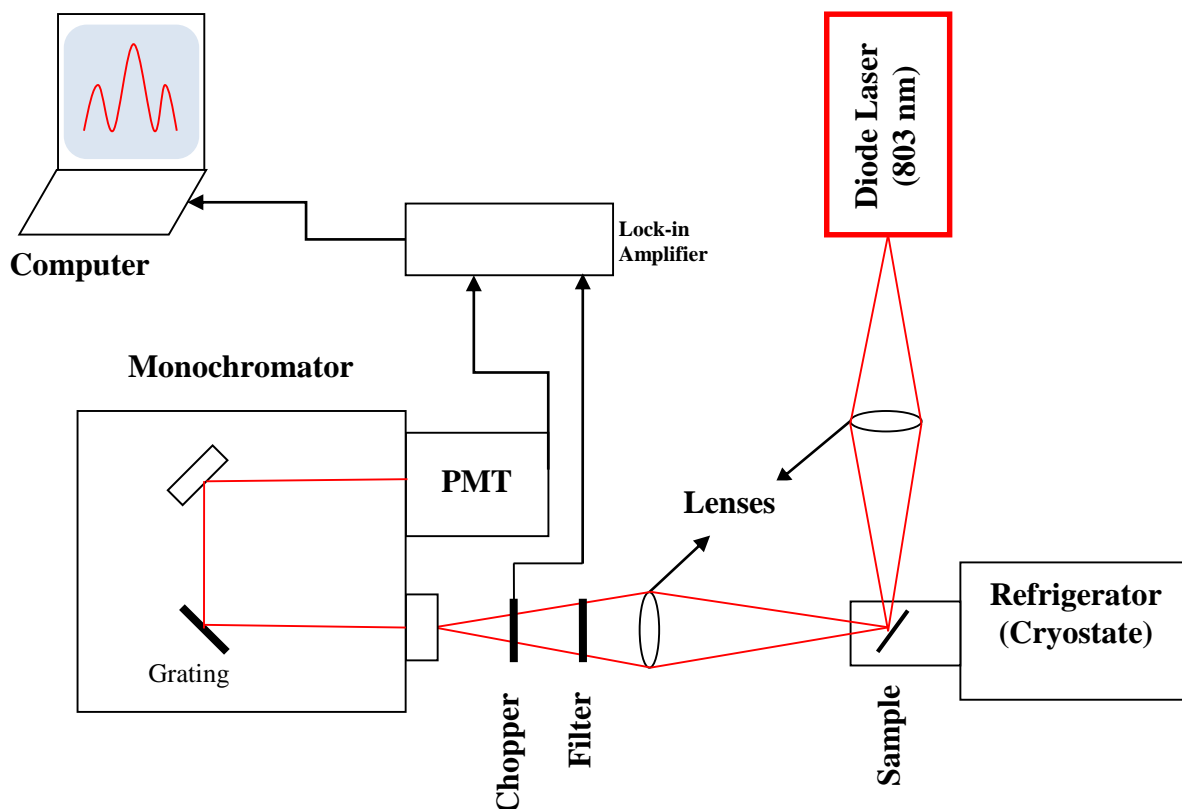 Diode Laser
(803 nm)
Lock-in
Amplifier
Computer
Monochromator
PMT
Lenses
Refrigerator
(Cryostate)
Grating
Chopper
Filter
Sample